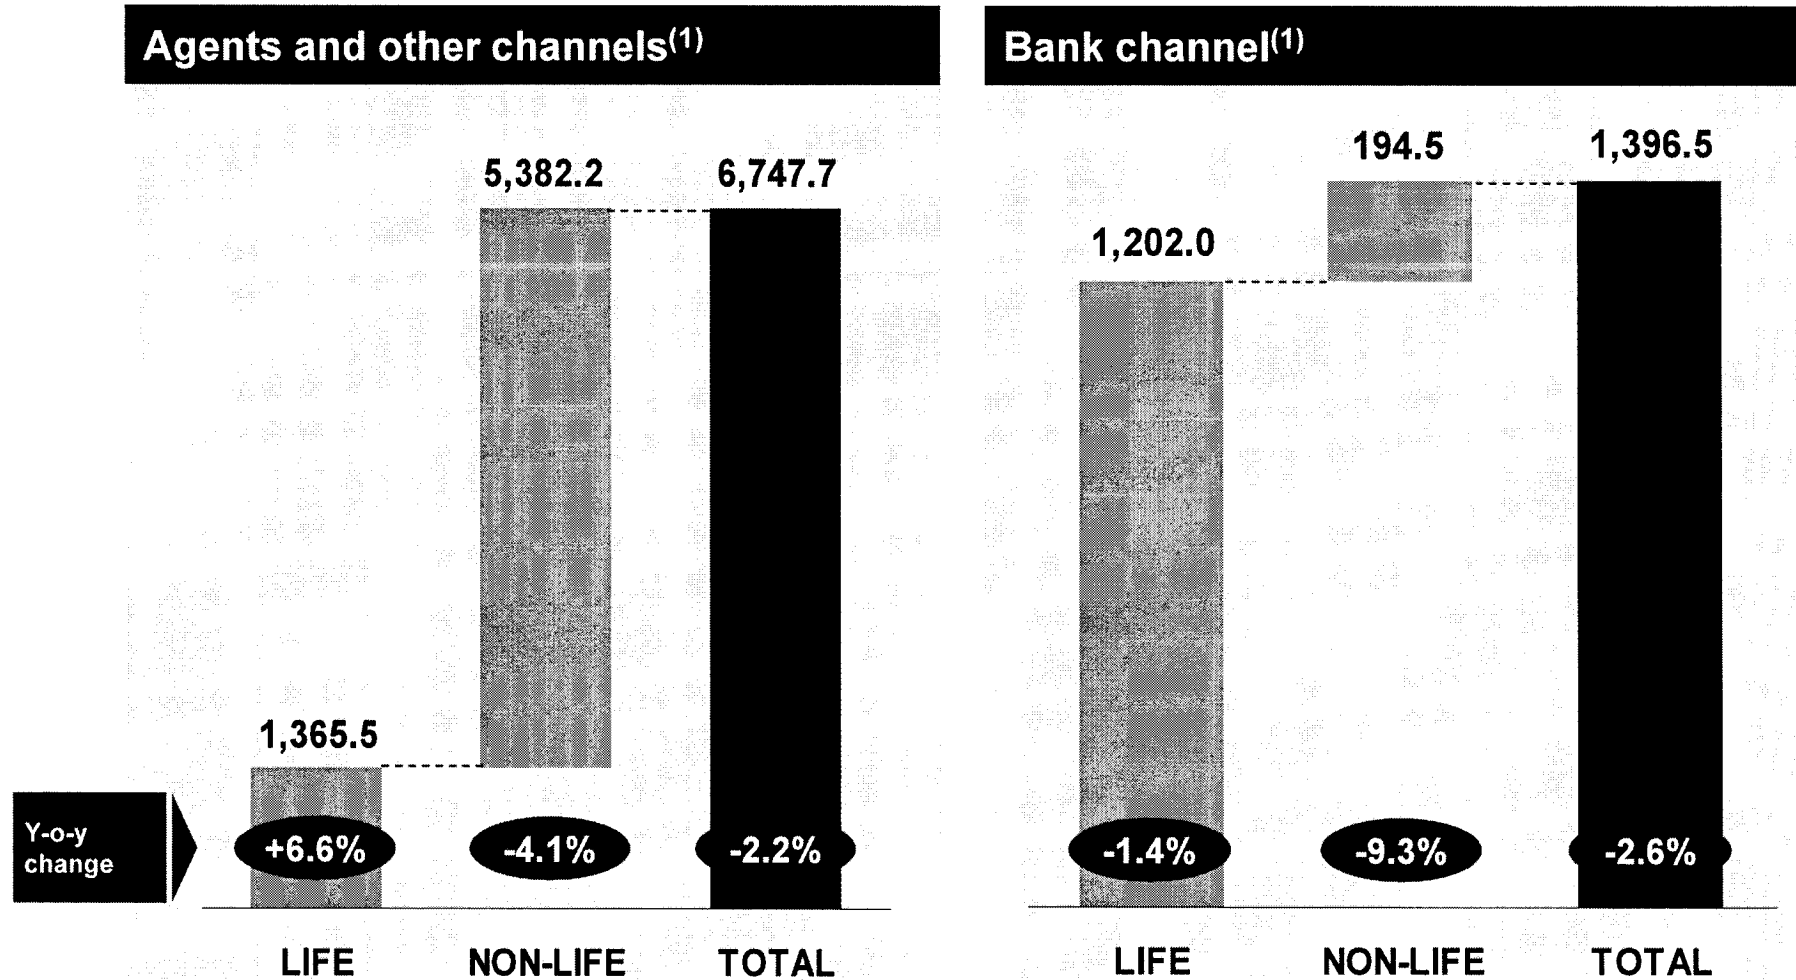 Agents and other channels(1)
5,382.2
6,747.7
1,365.5
Y-o-y
change
+6.6%
-4.1%
-2.2%
LIFE
NON-LIFE
TOTAL
Bank channel(1)
194.5
1,396.5
1,202.0
-1.4%
-9.3%
-2.6%
LIFE
NON-LIFE
TOTAL